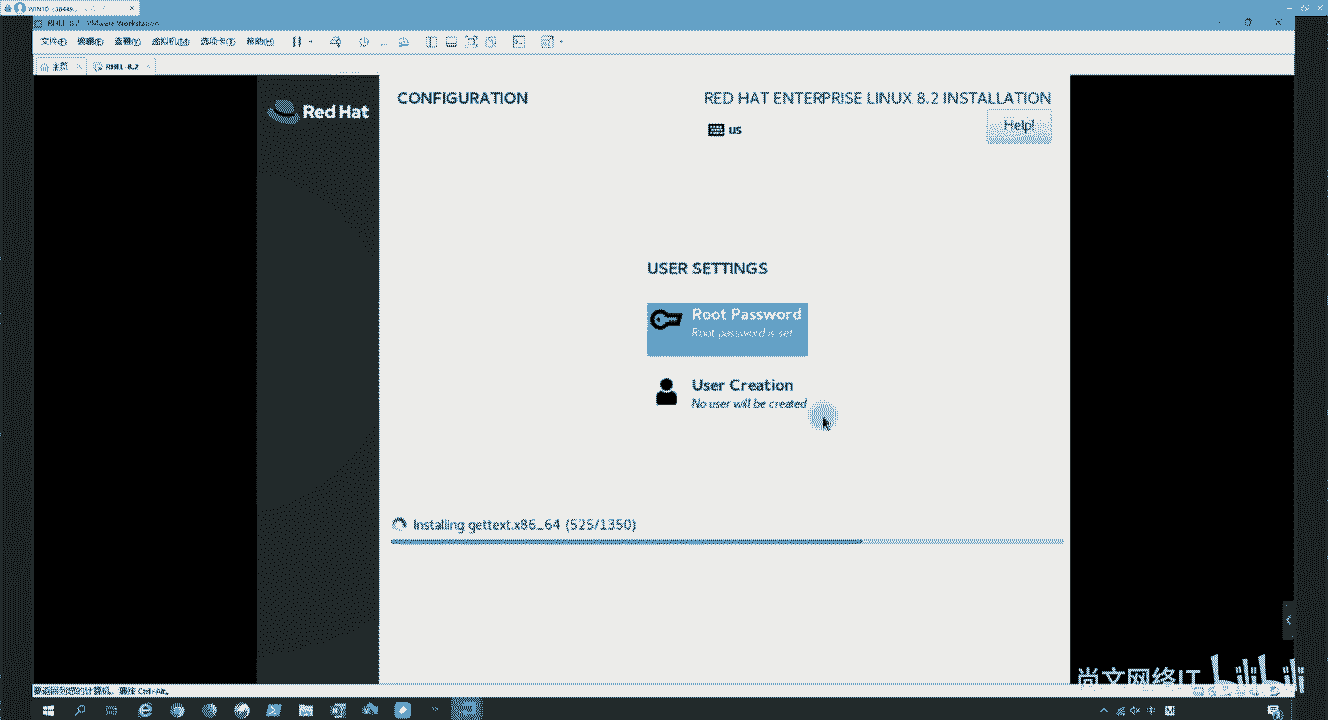 RHEL-8.2 - VMware Workstation
文件(F) 编辑(E) 查看(V) 虚拟机(M) 选项卡(T) 帮助(H)
主页 RHEL-8.2
Red Hat
CONFIGURATION
RED HAT ENTERPRISE LINUX 8.2 INSTALLATION
us
Help!
USER SETTINGS
Root Password
Root password is set
User Creation
No user will be created
Installing gettext.x86_64 (525/1350)
尚文网络IT bilibili
要返回到您的计算机，请按 Ctrl+Alt。